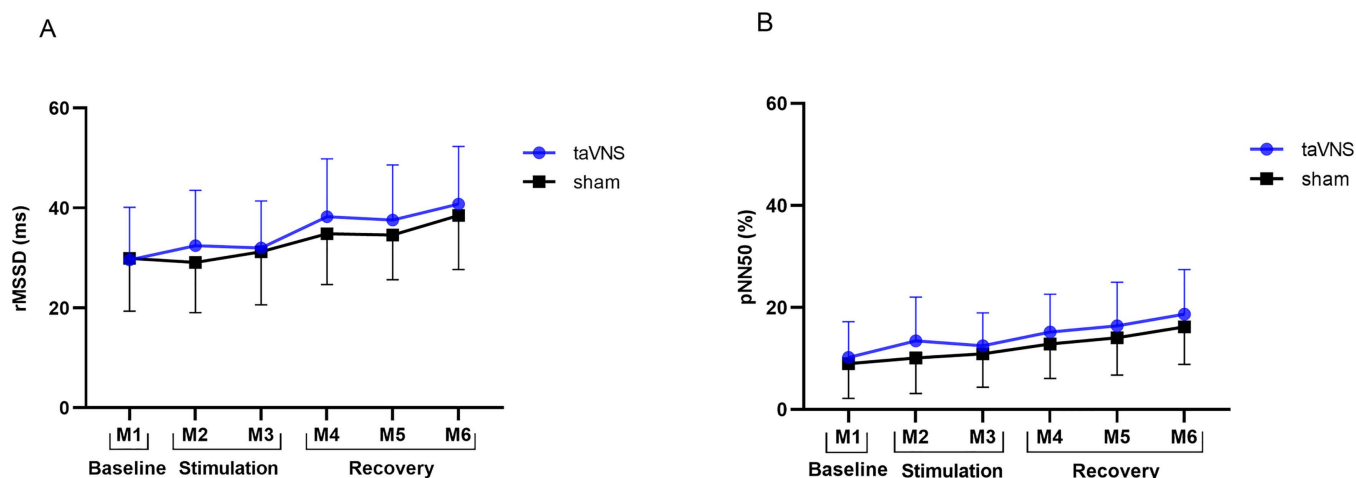 A
60
40
20
0
rMSSD (ms)
taVNS
sham
M1 M2 M3 M4 M5 M6
Baseline Stimulation Recovery
B
60
40
20
0
pNN50 (%)
taVNS
sham
M1 M2 M3 M4 M5 M6
Baseline Stimulation Recovery